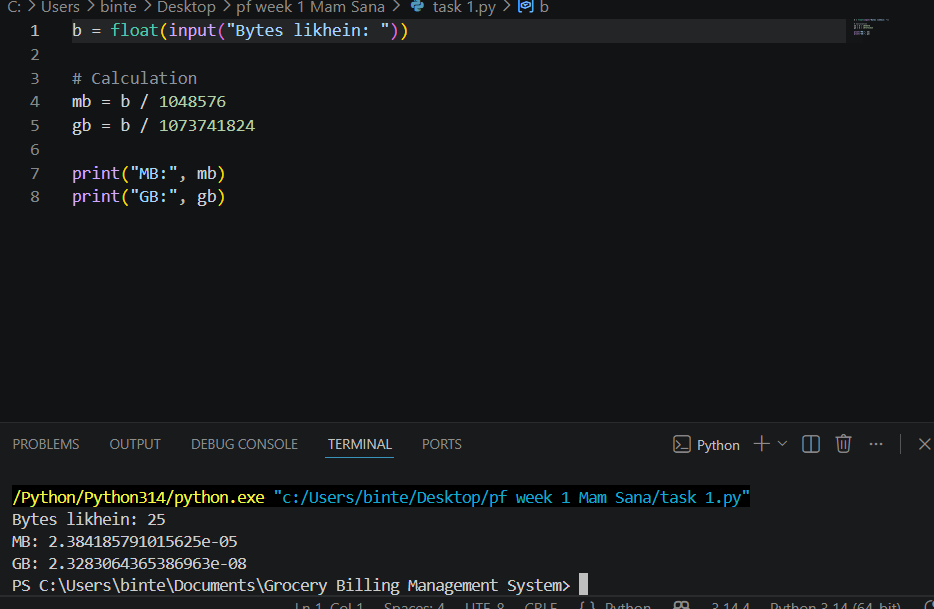 C: > Users > binte > Desktop > pf week 1 Mam Sana > task 1.py > b
1 b = float(input("Bytes likhein: "))
2
3 # Calculation
4 mb = b / 1048576
5 gb = b / 1073741824
6
7 print("MB:", mb)
8 print("GB:", gb)
PROBLEMS OUTPUT DEBUG CONSOLE TERMINAL PORTS Python
/Python/Python314/python.exe "c:/Users/binte/Desktop/pf week 1 Mam Sana/task 1.py"
Bytes likhein: 25
MB: 2.384185791015625e-05
GB: 2.3283064365386963e-08
PS C:\Users\binte\Documents\Grocery Billing Management System>
Ln 1, Col 1 Spaces: 4 UTF-8 CRLF { } Python 3.14.4 Python 3.14 (64-bit)